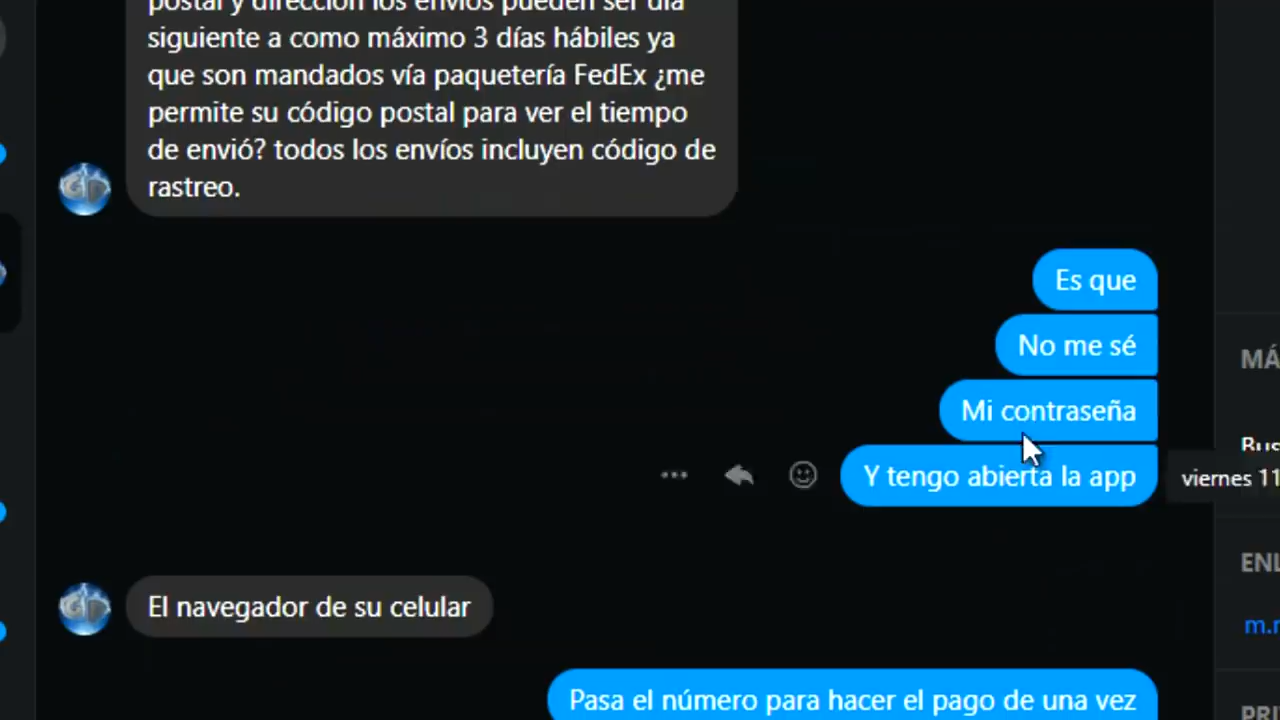 postal y dirección los envíos pueden ser día
siguiente a como máximo 3 días hábiles ya
que son mandados vía paquetería FedEx ¿me
permite su código postal para ver el tiempo
de envió? todos los envíos incluyen código de
rastreo.
Es que
No me sé
MÁ
Mi contraseña
Bus
Y tengo abierta la app
viernes 11
ENL
El navegador de su celular
m.
Pasa el número para hacer el pago de una vez
PRI